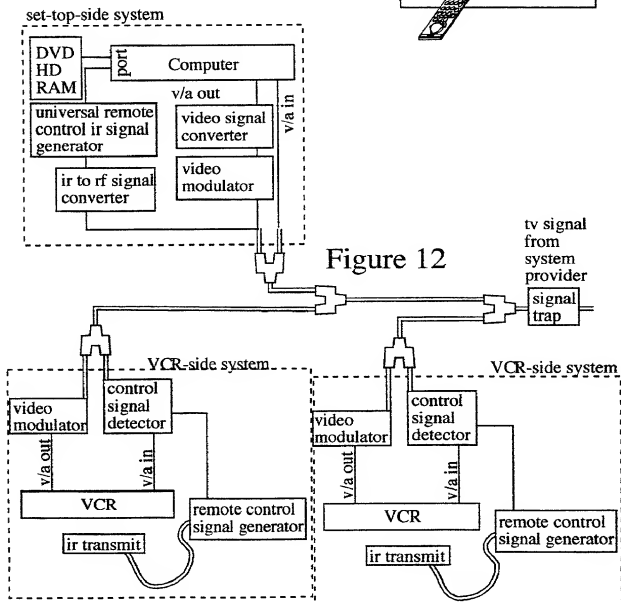 set-top-side system
DVD
HD
RAM
port
Computer
v/a out
v/a in
universal remote
control ir signal
generator
video signal
converter
ir to rf signal
converter
video
modulator
Figure 12
tv signal
from
system
provider
signal
trap
VCR-side system
video
modulator
control
signal
detector
v/a out
v/a in
VCR
remote control
signal generator
ir transmit
VCR-side system
video
modulator
control
signal
detector
v/a out
v/a in
VCR
remote control
signal generator
ir transmit